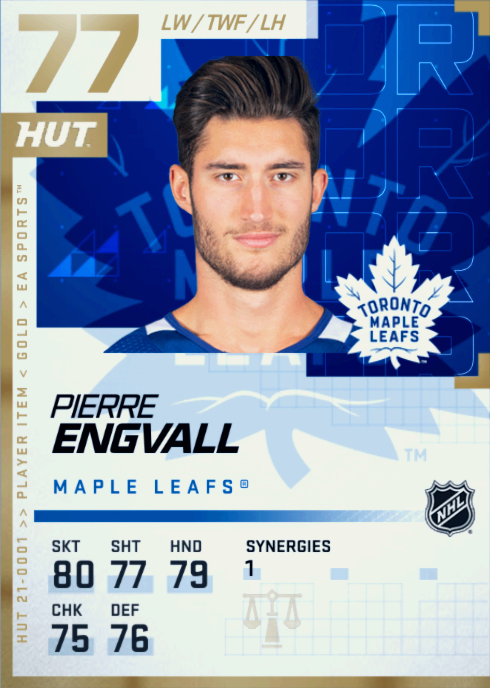 77
LW / TWF / LH
HUT
HUT 21-0001 >> PLAYER ITEM < GOLD > EA SPORTS™
TORONTO
MAPLE
LEAFS
PIERRE
ENGVALL
TM
MAPLE LEAFS®
NHL
SKT SHT HND SYNERGIES
80 77 79 1
CHK DEF
75 76